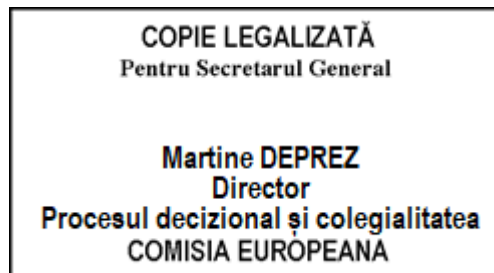 COPIE LEGALIZATĂ
Pentru Secretarul General
Martine DEPREZ
Director
Procesul decizional și colegialitatea
COMISIA EUROPEANA